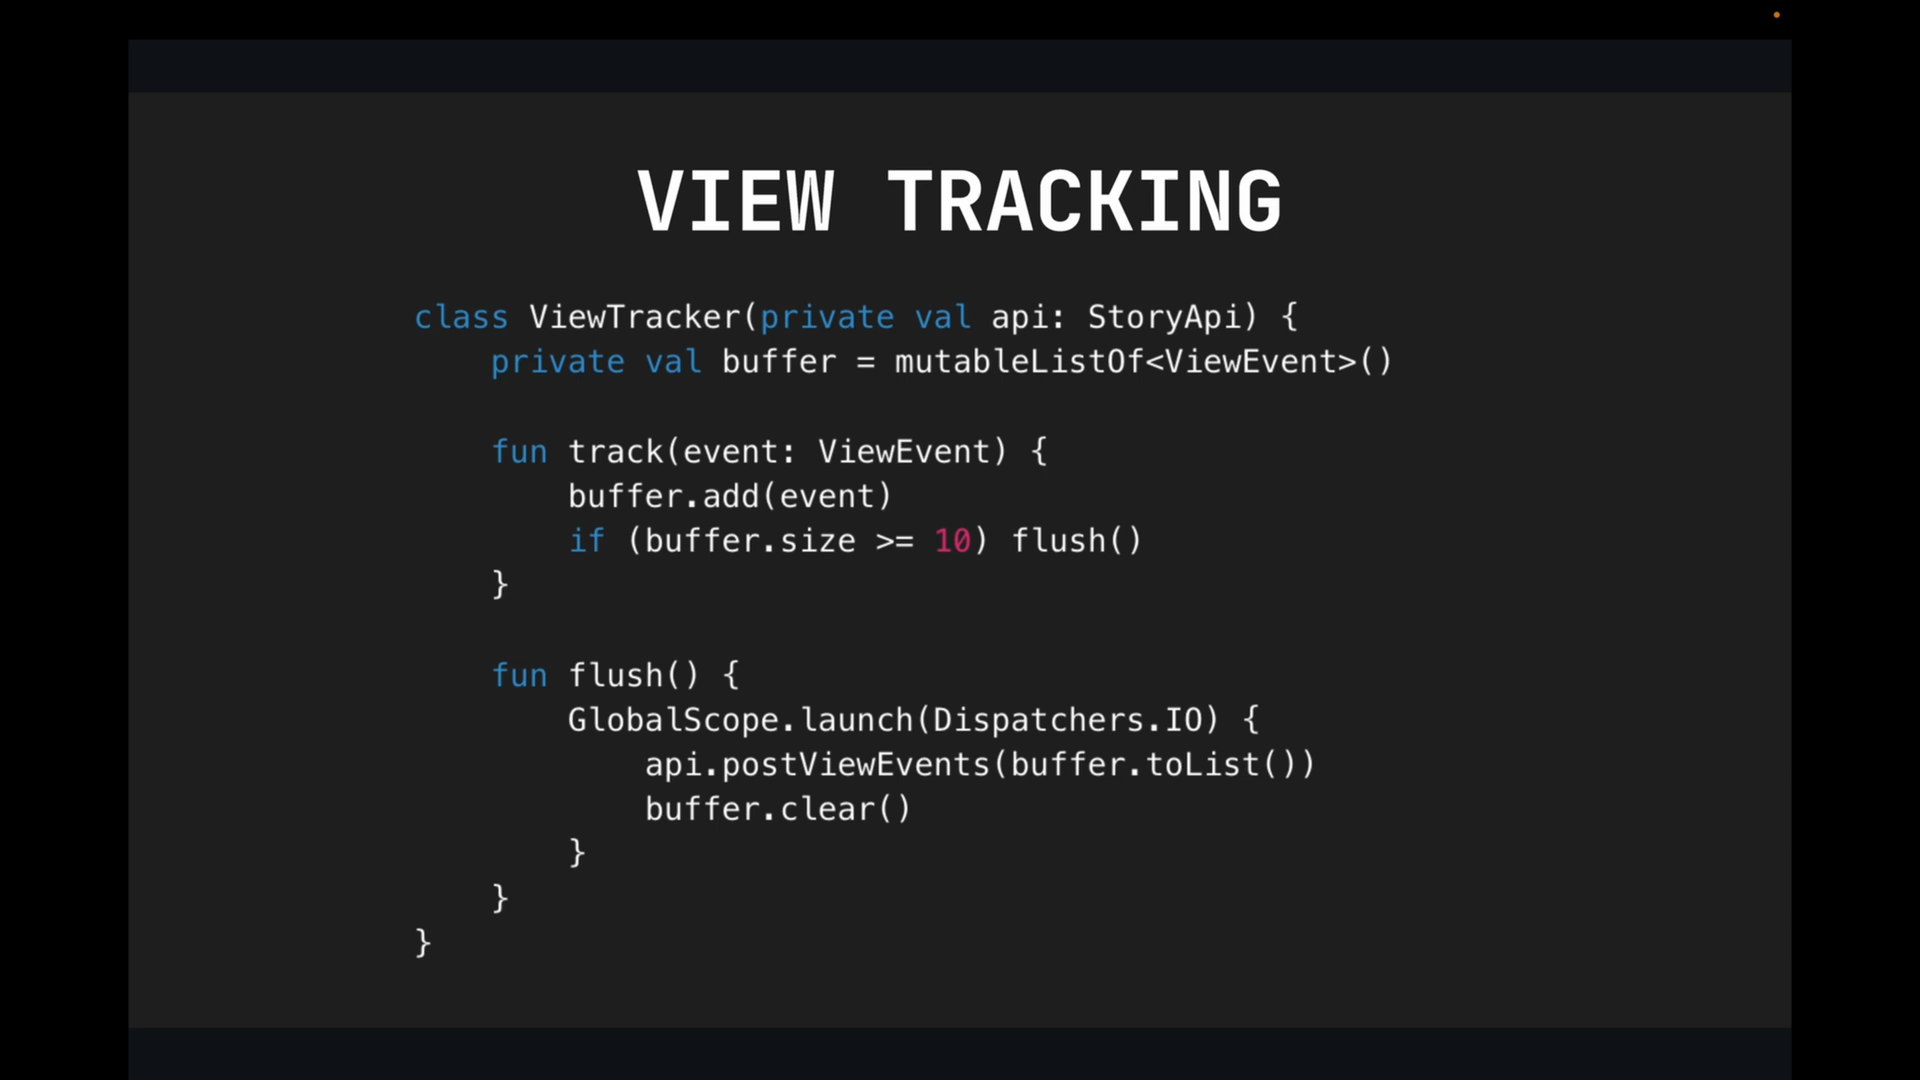 VIEW TRACKING
class ViewTracker(private val api: StoryApi) {
    private val buffer = mutableListOf<ViewEvent>()

    fun track(event: ViewEvent) {
        buffer.add(event)
        if (buffer.size >= 10) flush()
    }

    fun flush() {
        GlobalScope.launch(Dispatchers.IO) {
            api.postViewEvents(buffer.toList())
            buffer.clear()
        }
    }
}